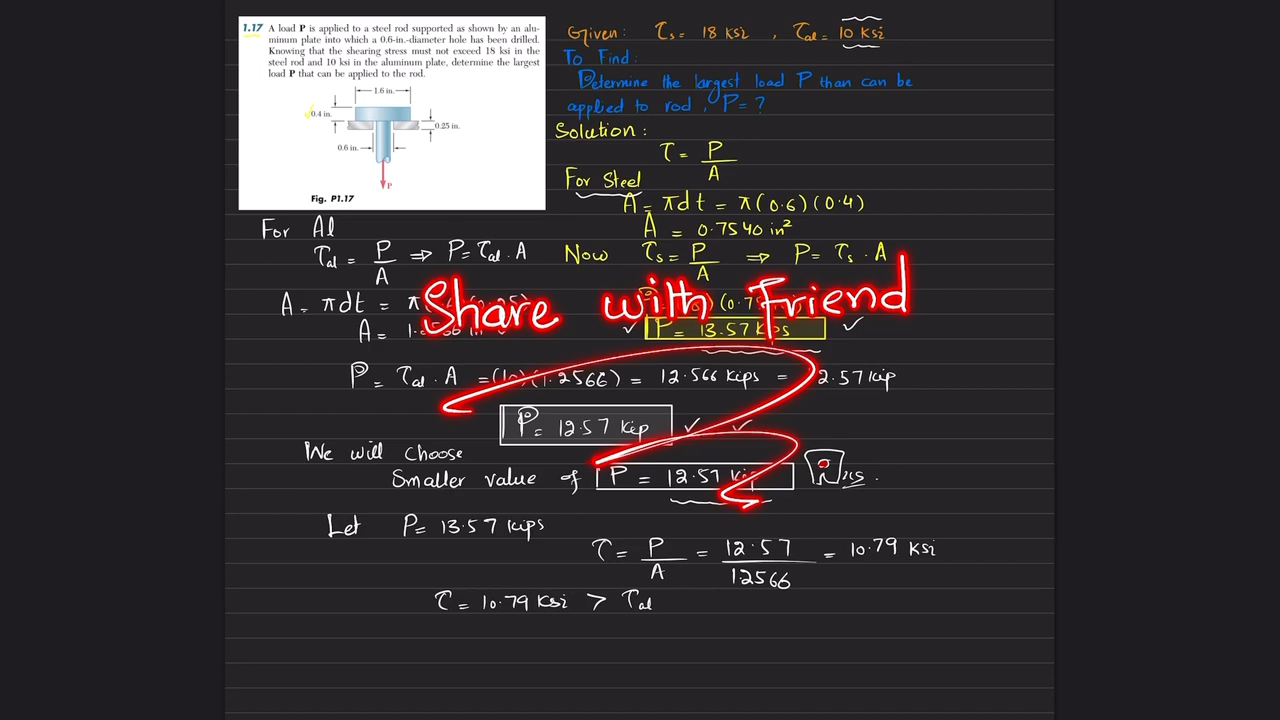 1.17 A load P is applied to a steel rod supported as shown by an alu-
minum plate into which a 0.6-in.-diameter hole has been drilled.
Knowing that the shearing stress must not exceed 18 ksi in the
steel rod and 10 ksi in the aluminum plate, determine the largest
load P that can be applied to the rod.
1.6 in.
0.4 in.
0.25 in.
0.6 in.
P
Fig. P1.17
Given: τs = 18 ksi , τal = 10 ksi
To Find:
Determine the largest load P than can be
applied to rod, P= ?
Solution:
τ = P/A
For Steel
A = πdt = π(0.6)(0.4)
A = 0.7540 in²
Now τs = P/A ⇒ P= τs . A
P= 13.57 Kips
For Al
τal = P/A ⇒ P= τal . A
A = πdt =
A =
Share with Friend
P = τal . A = (10)(1.2566) = 12.566 kips = 12.57 kip
P= 12.57 kip
We will choose
Smaller value of P = 12.57 kip
Let P= 13.57 kips
τ = P/A = 12.57/1.2566 = 10.79 ksi
τ = 10.79 ksi > τal